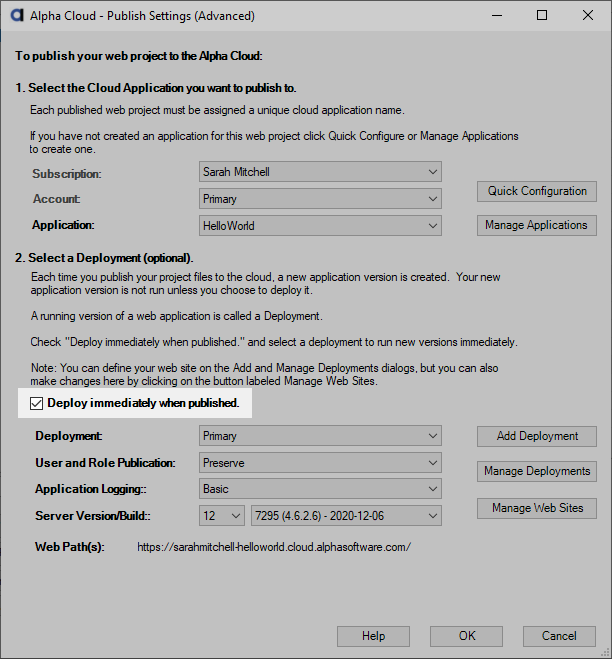 Alpha Cloud - Publish Settings (Advanced)
To publish your web project to the Alpha Cloud:
1. Select the Cloud Application you want to publish to.
Each published web project must be assigned a unique cloud application name.
If you have not created an application for this web project click Quick Configure or Manage Applications
to create one.
Subscription: Sarah Mitchell
Quick Configuration
Account: Primary
Application: HelloWorld Manage Applications
2. Select a Deployment (optional).
Each time you publish your project files to the cloud, a new application version is created. Your new
application version is not run unless you choose to deploy it.
A running version of a web application is called a Deployment.
Check "Deploy immediately when published." and select a deployment to run new versions immediately.
Note: You can define your web site on the Add and Manage Deployments dialogs, but you can also
make changes here by clicking on the button labeled Manage Web Sites.
Deploy immediately when published.
Deployment: Primary Add Deployment
User and Role Publication: Preserve Manage Deployments
Application Logging:: Basic
Server Version/Build:: 12 7295 (4.6.2.6) - 2020-12-06 Manage Web Sites
Web Path(s): https://sarahmitchell-helloworld.cloud.alphasoftware.com/
Help OK Cancel